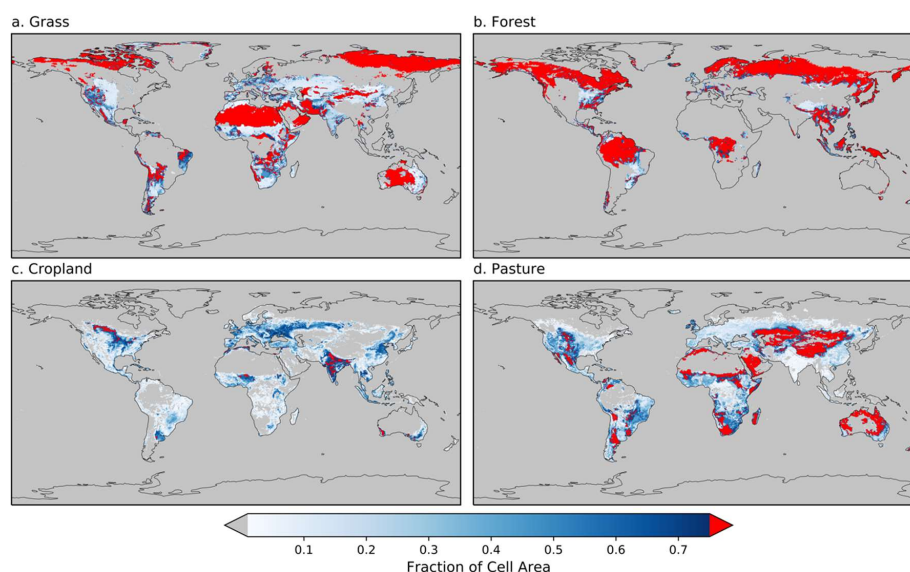 a. Grass
b. Forest
c. Cropland
d. Pasture
0.1 0.2 0.3 0.4 0.5 0.6 0.7
Fraction of Cell Area